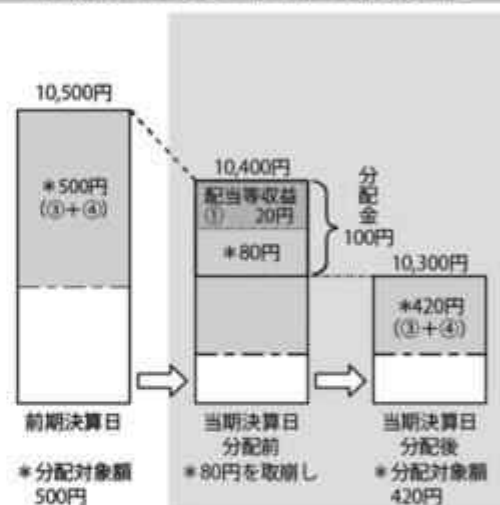 10,500円
*500円
(③+④)
10,400円
配当等収益
① 20円
*80円
分配金
100円
10,300円
*420円
(③+④)
前期決算日
当期決算日
分配前
当期決算日
分配後
*分配対象額
500円
*80円を取崩し
*分配対象額
420円